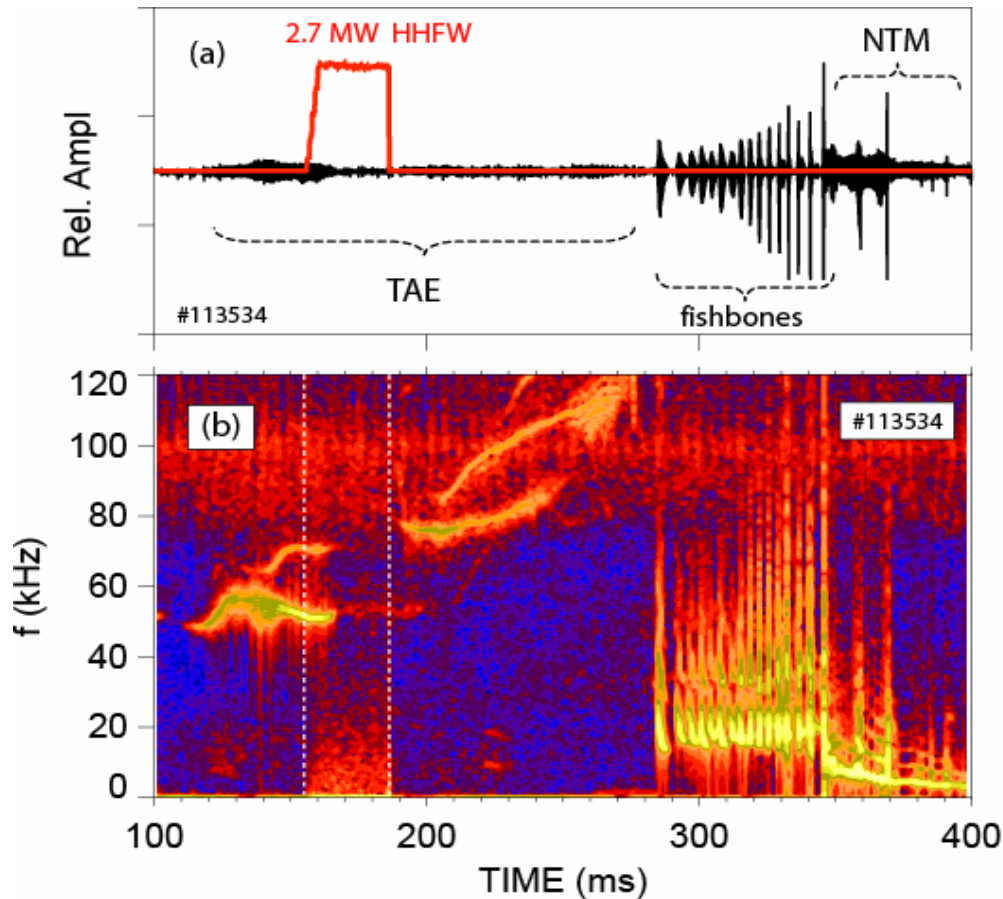 (a)
2.7 MW HHFW
NTM
Rel. Ampl
TAE
fishbones
#113534
120
(b)
#113534
100
80
f (kHz)
60
40
20
0
100
200
300
400
TIME (ms)